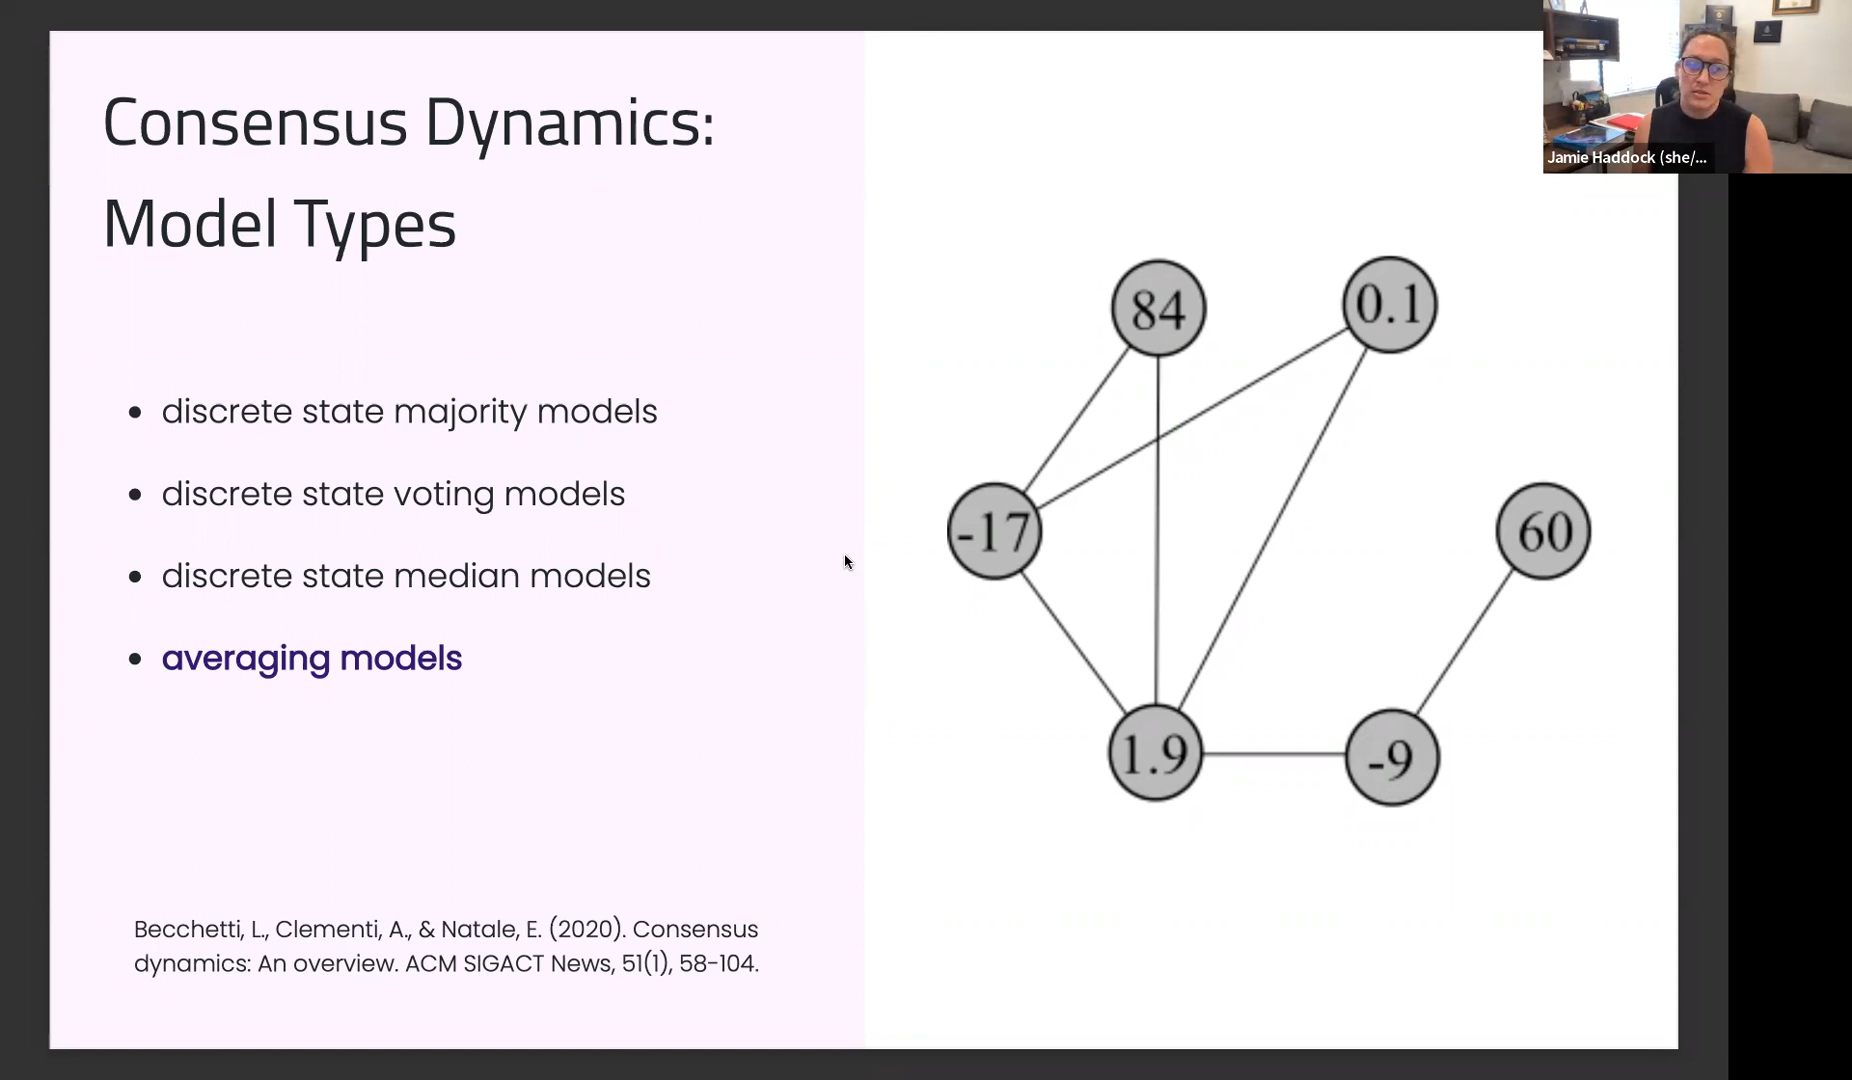 Consensus Dynamics:
Model Types
• discrete state majority models
• discrete state voting models
• discrete state median models
• averaging models
Becchetti, L., Clementi, A., & Natale, E. (2020). Consensus
dynamics: An overview. ACM SIGACT News, 51(1), 58-104.
84
0.1
-17
60
1.9
-9
Jamie Haddock (she/...